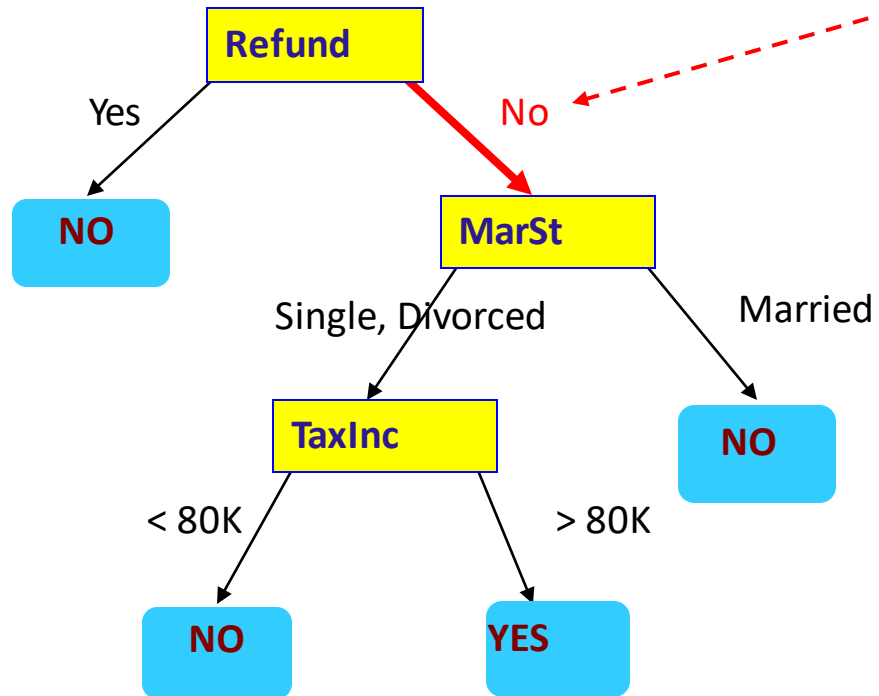 Refund
Yes
No
NO
MarSt
Single, Divorced
Married
TaxInc
NO
< 80K
> 80K
NO
YES